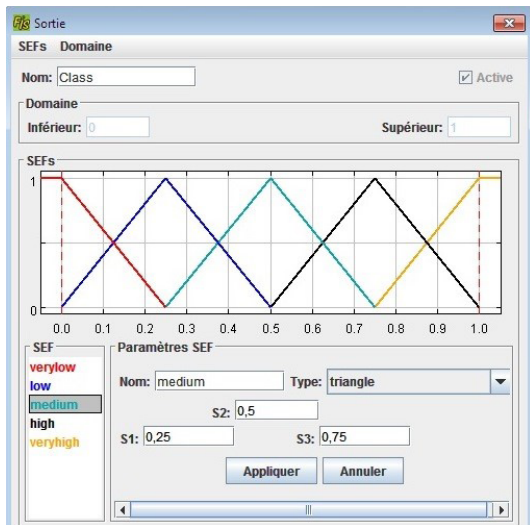 Fis Sortie
SEFs Domaine
Nom: Class Active
Domaine
Inférieur: 0 Supérieur: 1
SEFs
1
0
0.0 0.1 0.2 0.3 0.4 0.5 0.6 0.7 0.8 0.9 1.0
SEF
verylow
low
medium
high
veryhigh
Paramètres SEF
Nom: medium Type: triangle
S2: 0,5
S1: 0,25 S3: 0,75
Appliquer Annuler